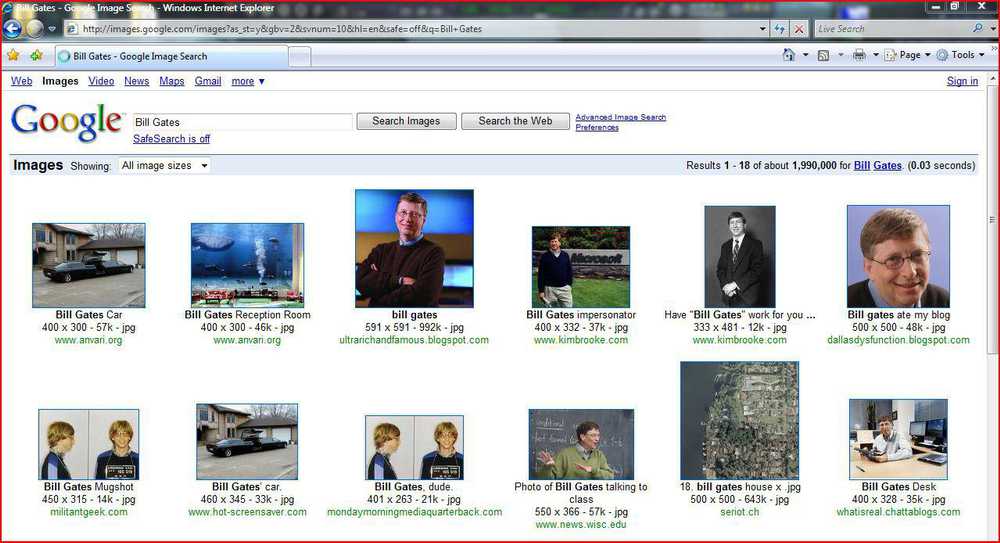 Bill Gates - Google Image Search - Windows Internet Explorer
http://images.google.com/images?as_st=y&gbv=2&svnum=10&hl=en&safe=off&q=Bill+Gates
Live Search
Bill Gates - Google Image Search
Page
Tools
Web Images Video News Maps Gmail more ▼
Sign in
Google
Bill Gates
Search Images
Search the Web
Advanced Image Search
Preferences
SafeSearch is off
Images Showing: All image sizes
Results 1 - 18 of about 1,990,000 for Bill Gates. (0.03 seconds)
Microsoft
Bill Gates Car
400 x 300 - 57k - jpg
www.anvari.org
Bill Gates Reception Room
400 x 300 - 46k - jpg
www.anvari.org
bill gates
591 x 591 - 992k - jpg
ultrarichandfamous.blogspot.com
Bill Gates impersonator
400 x 332 - 37k - jpg
www.kimbrooke.com
Have "Bill Gates" work for you ...
333 x 481 - 12k - jpg
www.kimbrooke.com
Bill gates ate my blog
500 x 500 - 48k - jpg
dallasdysfunction.blogspot.com
Bill Gates Mugshot
450 x 315 - 14k - jpg
militantgeek.com
Bill Gates' car.
460 x 345 - 33k - jpg
www.hot-screensaver.com
Bill Gates, dude.
401 x 263 - 21k - jpg
mondaymorningmediaquarterback.com
Photo of Bill Gates talking to
class
550 x 366 - 57k - jpg
www.news.wisc.edu
18. bill gates house x .jpg
500 x 500 - 643k - jpg
seriot.ch
Bill Gates Desk
400 x 328 - 35k - jpg
whatisreal.chattablogs.com